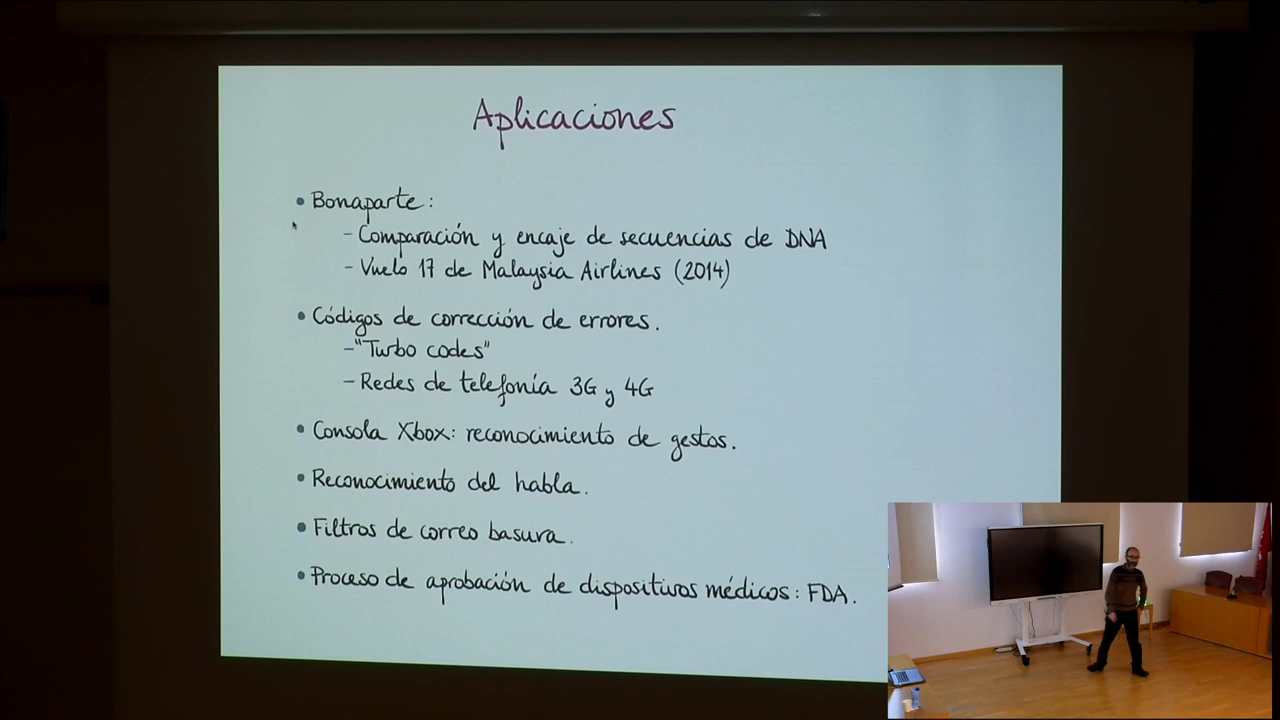 Aplicaciones
• Bonaparte:
- Comparación y encaje de secuencias de DNA
- Vuelo 17 de Malaysia Airlines (2014)
• Códigos de corrección de errores.
- "Turbo codes"
- Redes de telefonía 3G y 4G
• Consola Xbox: reconocimiento de gestos.
• Reconocimiento del habla.
• Filtros de correo basura.
• Proceso de aprobación de dispositivos médicos: FDA.